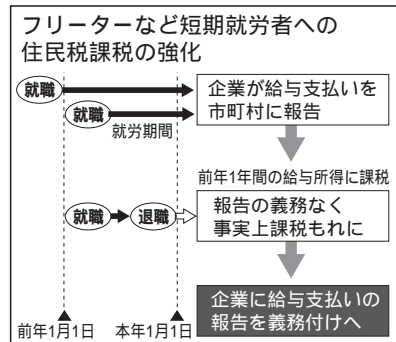 フリーターなど短期就労者への
住民税課税の強化
就職
企業が給与支払いを
市町村に報告
就職
就労期間
前年1年間の給与所得に課税
就職
退職
報告の義務なく
事実上課税もれに
企業に給与支払いの
報告を義務付けへ
前年1月1日
本年1月1日